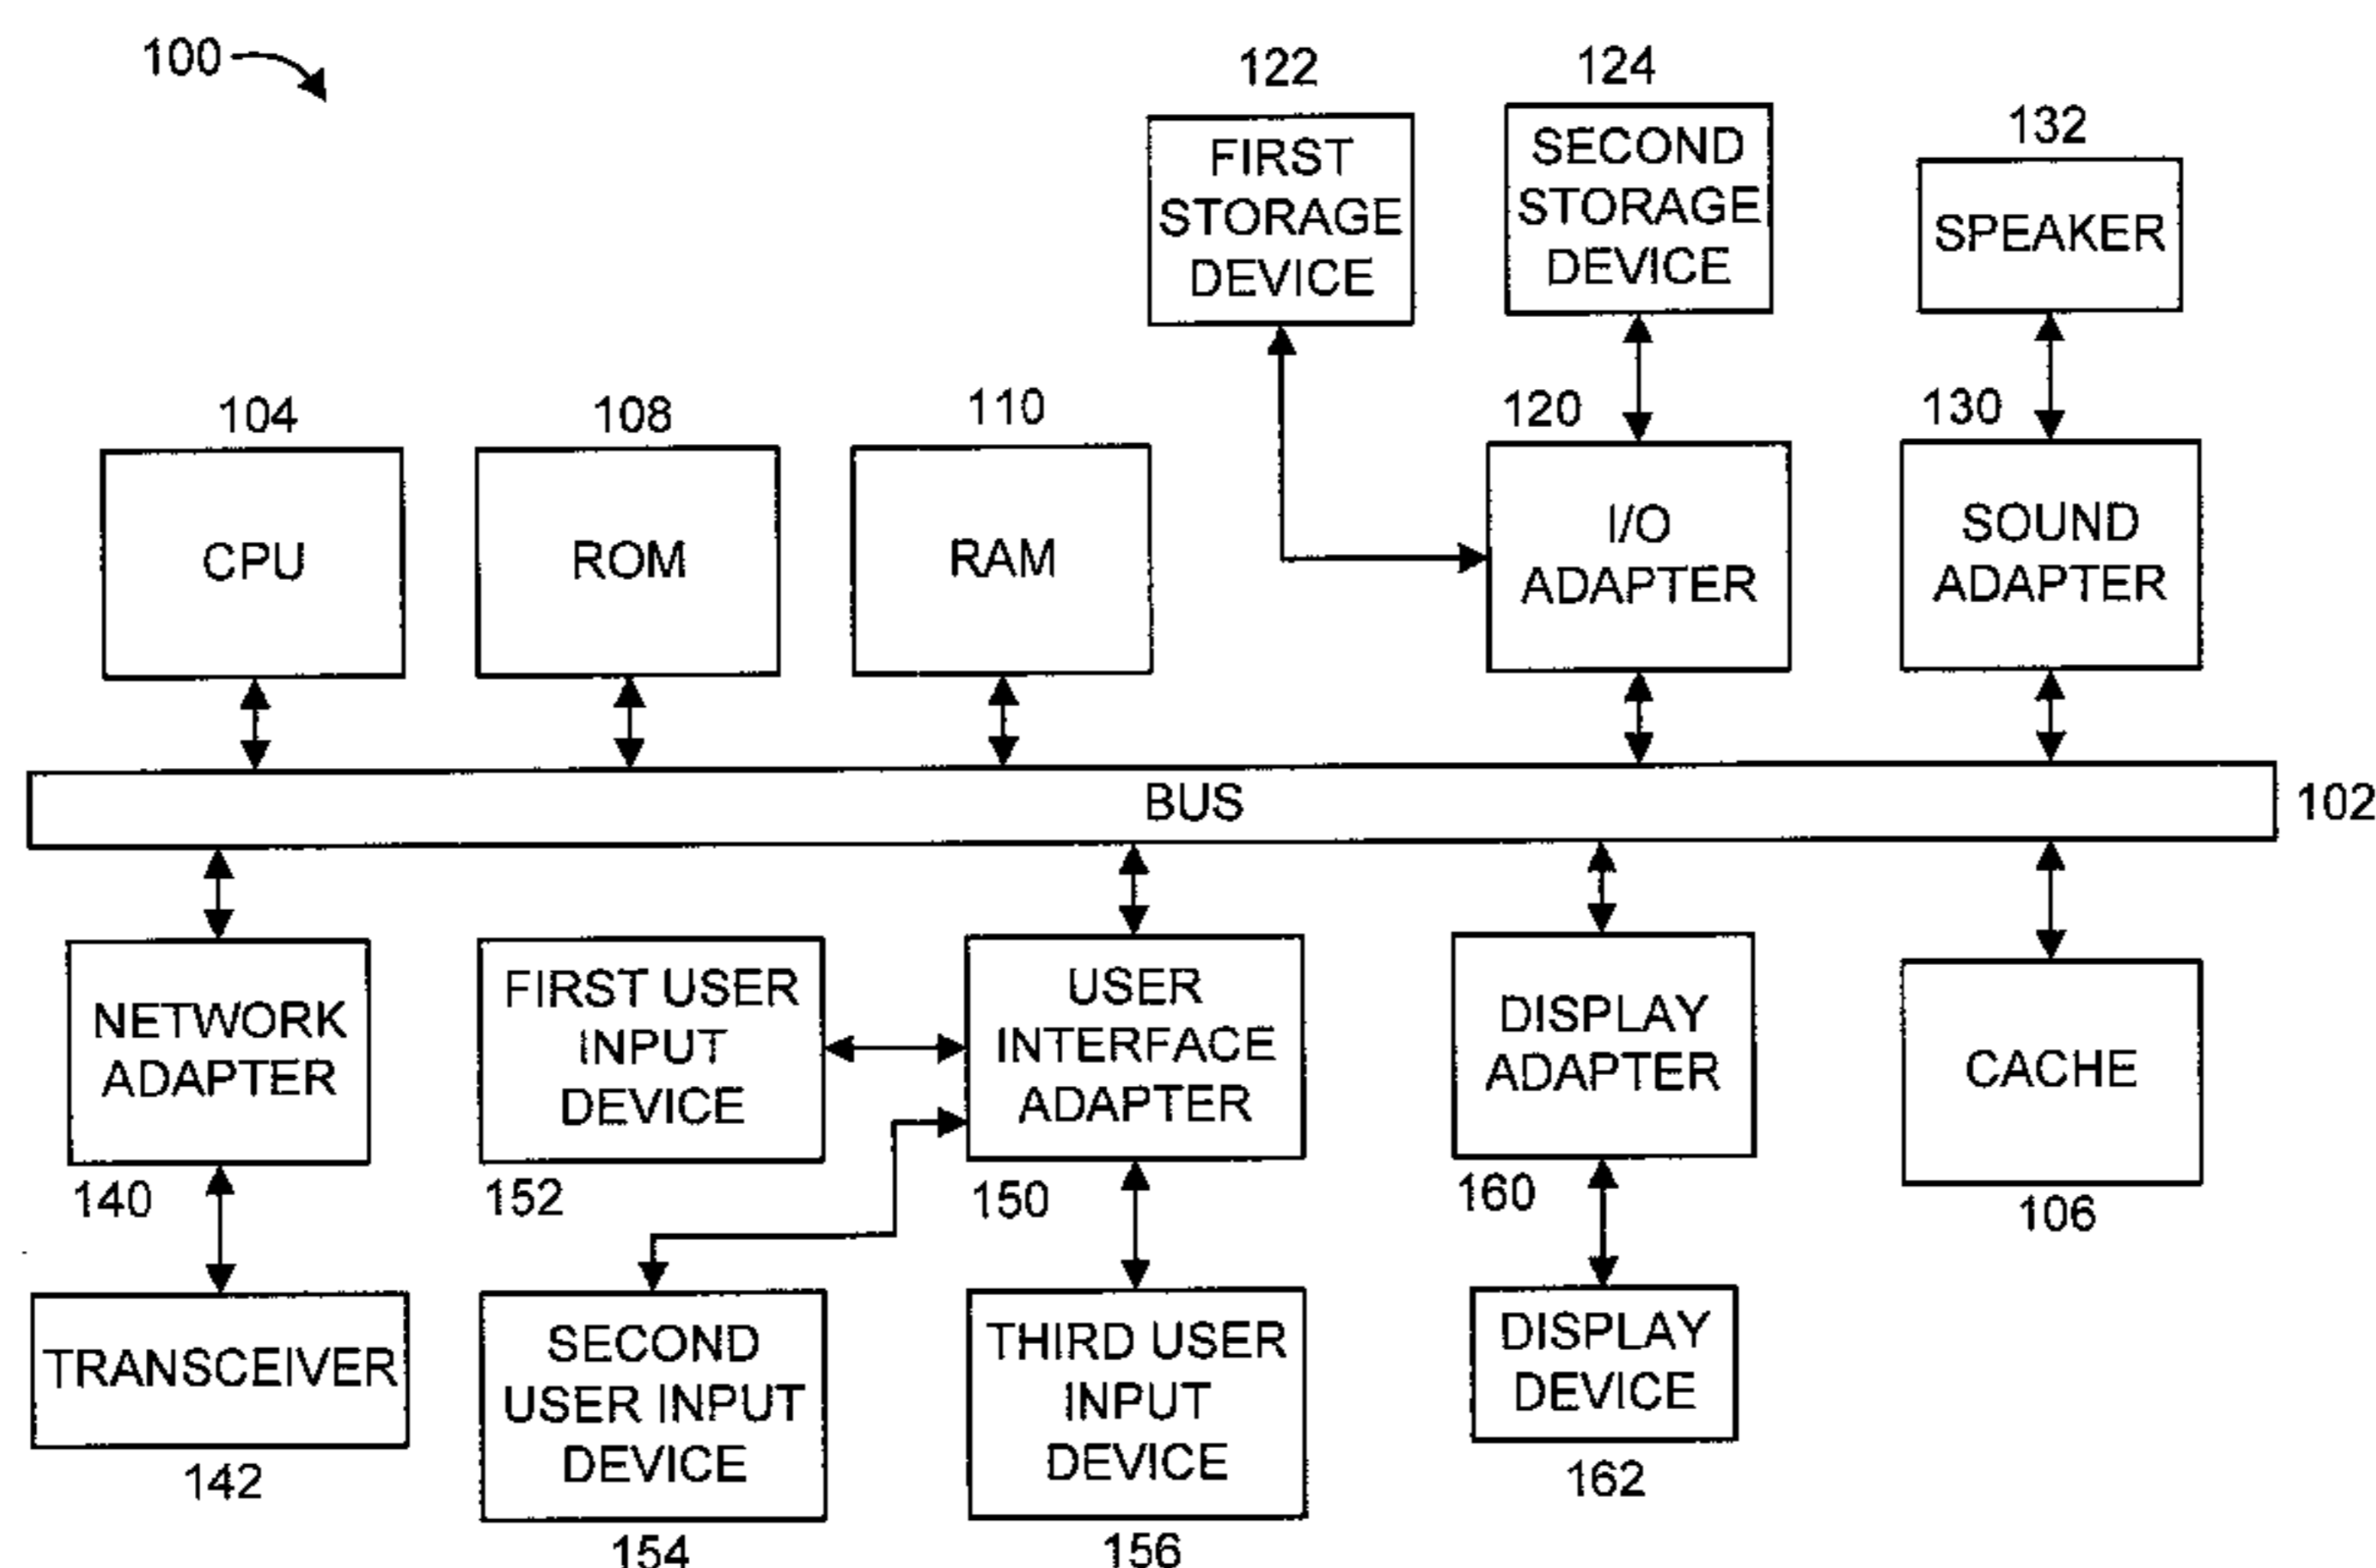 100
122
FIRST
STORAGE
DEVICE
124
SECOND
STORAGE
DEVICE
132
SPEAKER
104
CPU
108
ROM
110
RAM
120
I/O
ADAPTER
130
SOUND
ADAPTER
BUS
102
NETWORK
ADAPTER
140
FIRST USER
INPUT
DEVICE
152
USER
INTERFACE
ADAPTER
150
DISPLAY
ADAPTER
160
CACHE
106
TRANSCEIVER
142
SECOND
USER INPUT
DEVICE
154
THIRD USER
INPUT
DEVICE
156
DISPLAY
DEVICE
162